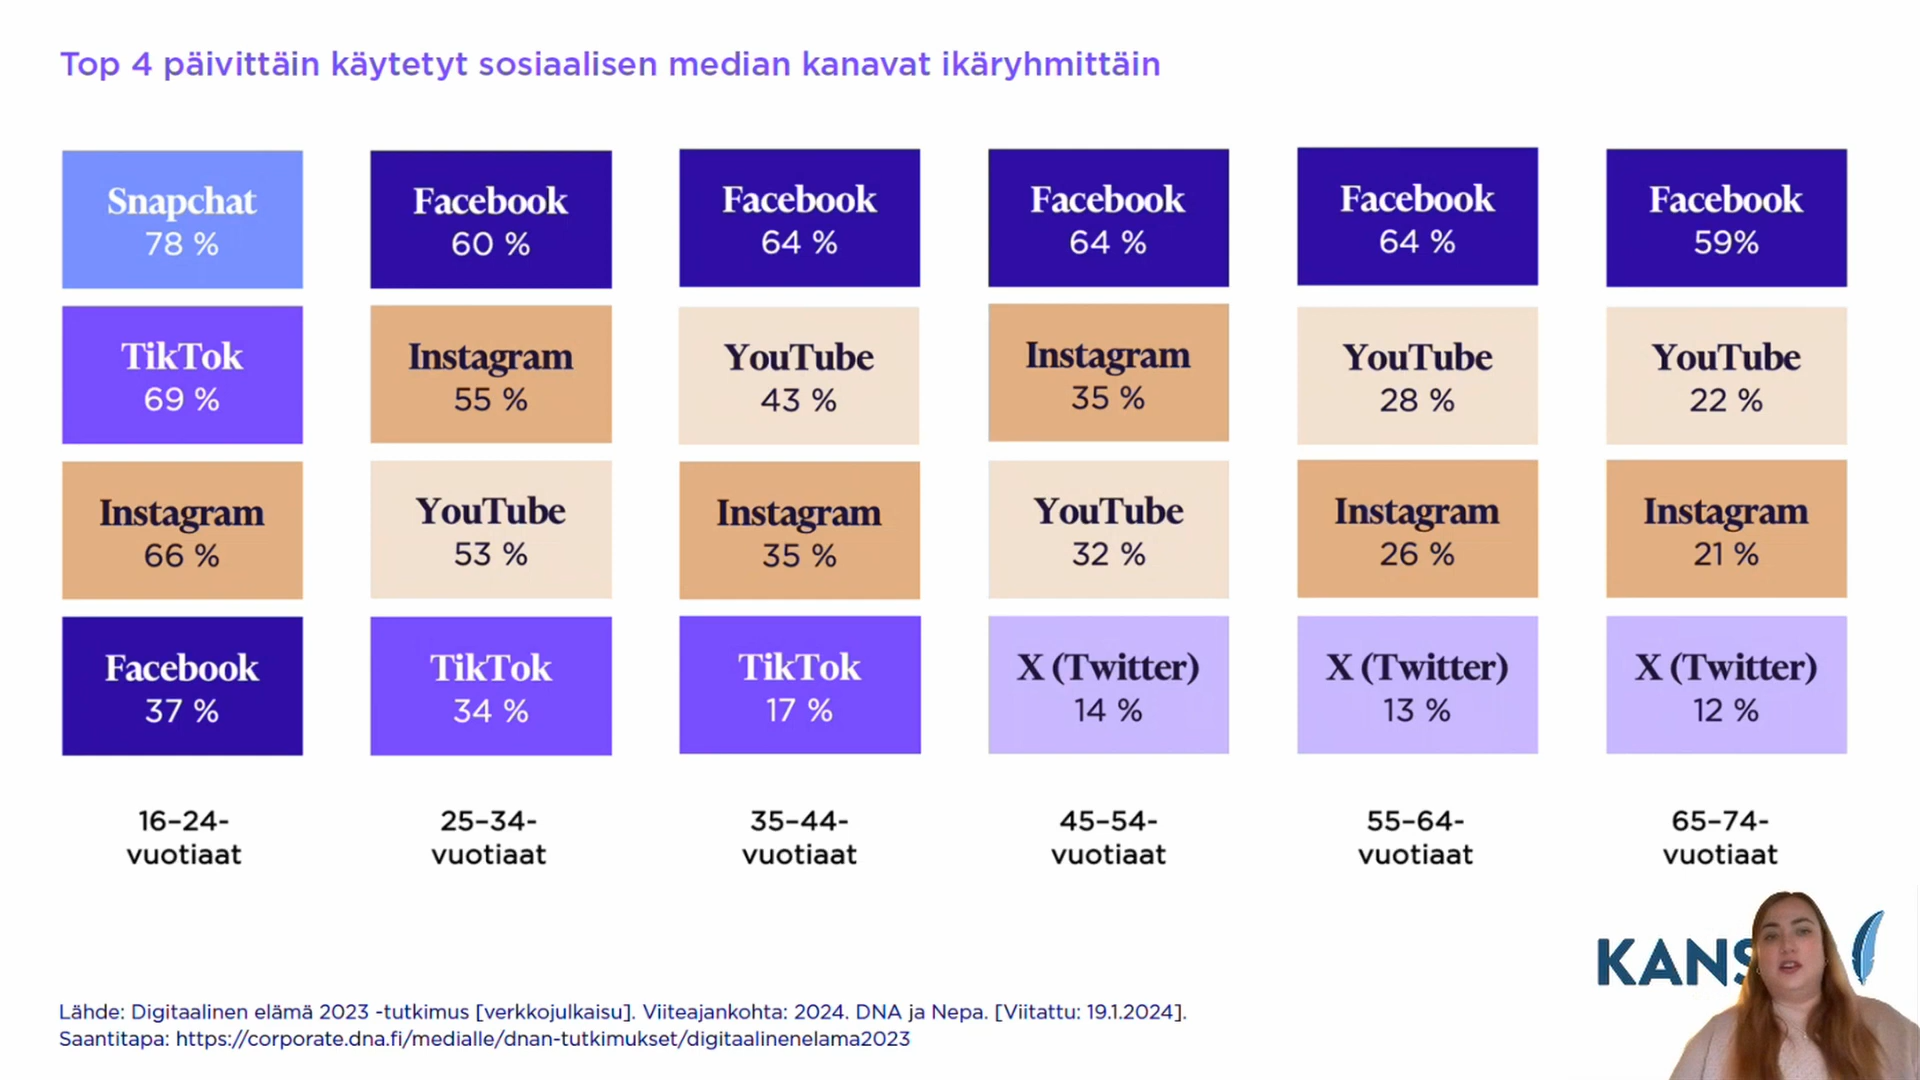 Top 4 päivittäin käytetyt sosiaalisen median kanavat ikäryhmittäin
Snapchat
78 %
TikTok
69 %
Instagram
66 %
Facebook
37 %
16–24-
vuotiaat
Facebook
60 %
Instagram
55 %
YouTube
53 %
TikTok
34 %
25–34-
vuotiaat
Facebook
64 %
YouTube
43 %
Instagram
35 %
TikTok
17 %
35–44-
vuotiaat
Facebook
64 %
Instagram
35 %
YouTube
32 %
X (Twitter)
14 %
45–54-
vuotiaat
Facebook
64 %
YouTube
28 %
Instagram
26 %
X (Twitter)
13 %
55–64-
vuotiaat
Facebook
59%
YouTube
22 %
Instagram
21 %
X (Twitter)
12 %
65–74-
vuotiaat
Lähde: Digitaalinen elämä 2023 -tutkimus [verkkojulkaisu]. Viiteajankohta: 2024. DNA ja Nepa. [Viitattu: 19.1.2024].
Saantitapa: https://corporate.dna.fi/medialle/dnan-tutkimukset/digitaalinenelama2023